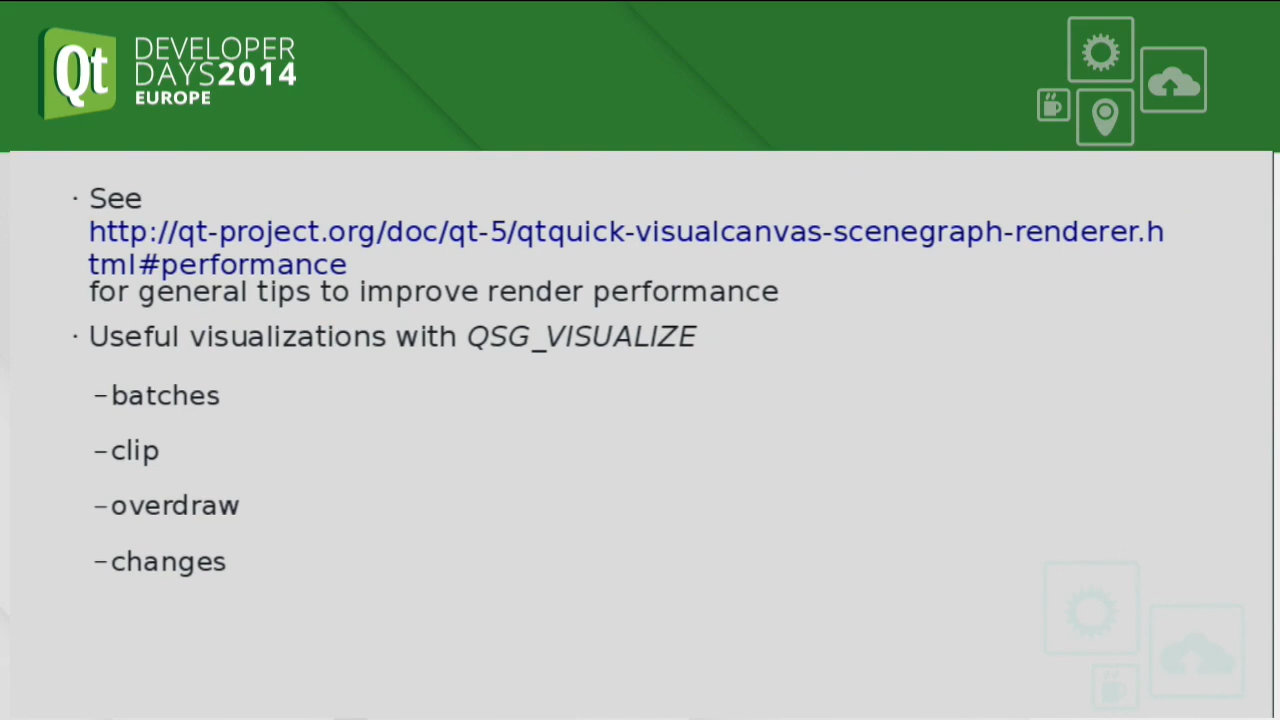 Qt
DEVELOPER
DAYS2014
EUROPE
· See
http://qt-project.org/doc/qt-5/qtquick-visualcanvas-scenegraph-renderer.h
tml#performance
for general tips to improve render performance
· Useful visualizations with QSG_VISUALIZE
–batches
–clip
–overdraw
–changes